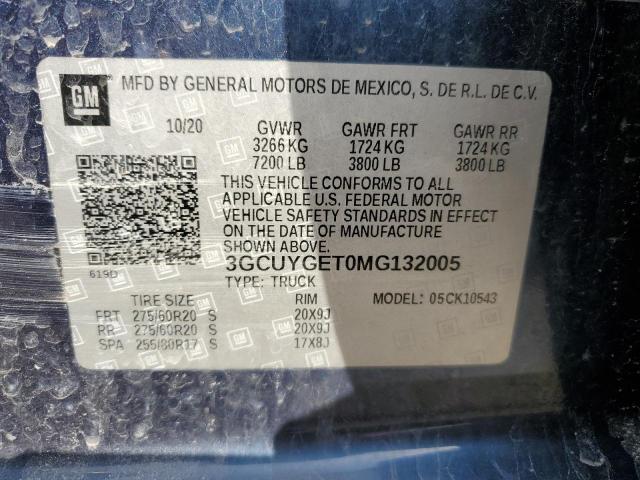 GM MFD BY GENERAL MOTORS DE MEXICO, S. DE R.L. DE C.V.
10/20 GVWR GAWR FRT GAWR RR
3266 KG 1724 KG 1724 KG
7200 LB 3800 LB 3800 LB
THIS VEHICLE CONFORMS TO ALL
APPLICABLE U.S. FEDERAL MOTOR
VEHICLE SAFETY STANDARDS IN EFFECT
ON THE DATE OF MANUFACTURE
SHOWN ABOVE.
619D 3GCUYGET0MG132005
TYPE: TRUCK MODEL: 05CK10543
TIRE SIZE RIM
FRT 275/60R20 S 20X9J
RR 275/60R20 S 20X9J
SPA 255/80R17 S 17X8J